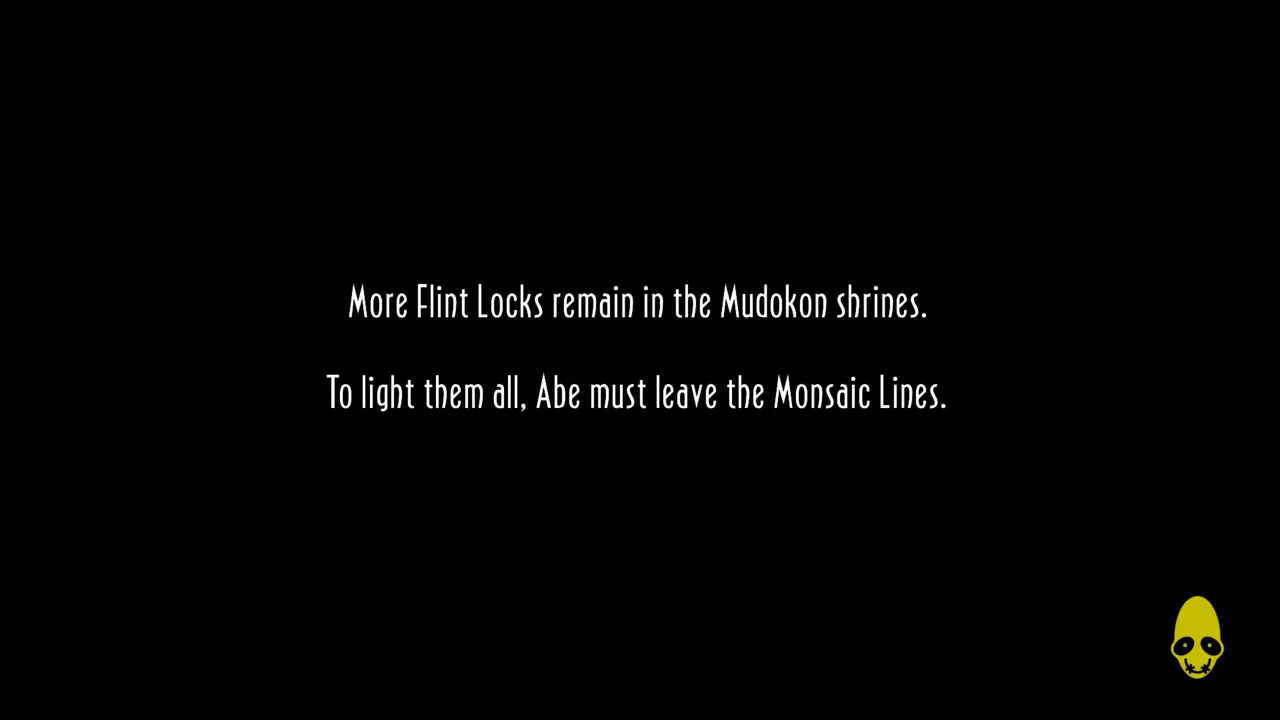 More Flint Locks remain in the Mudokon shrines.
To light them all, Abe must leave the Monsaic Lines.